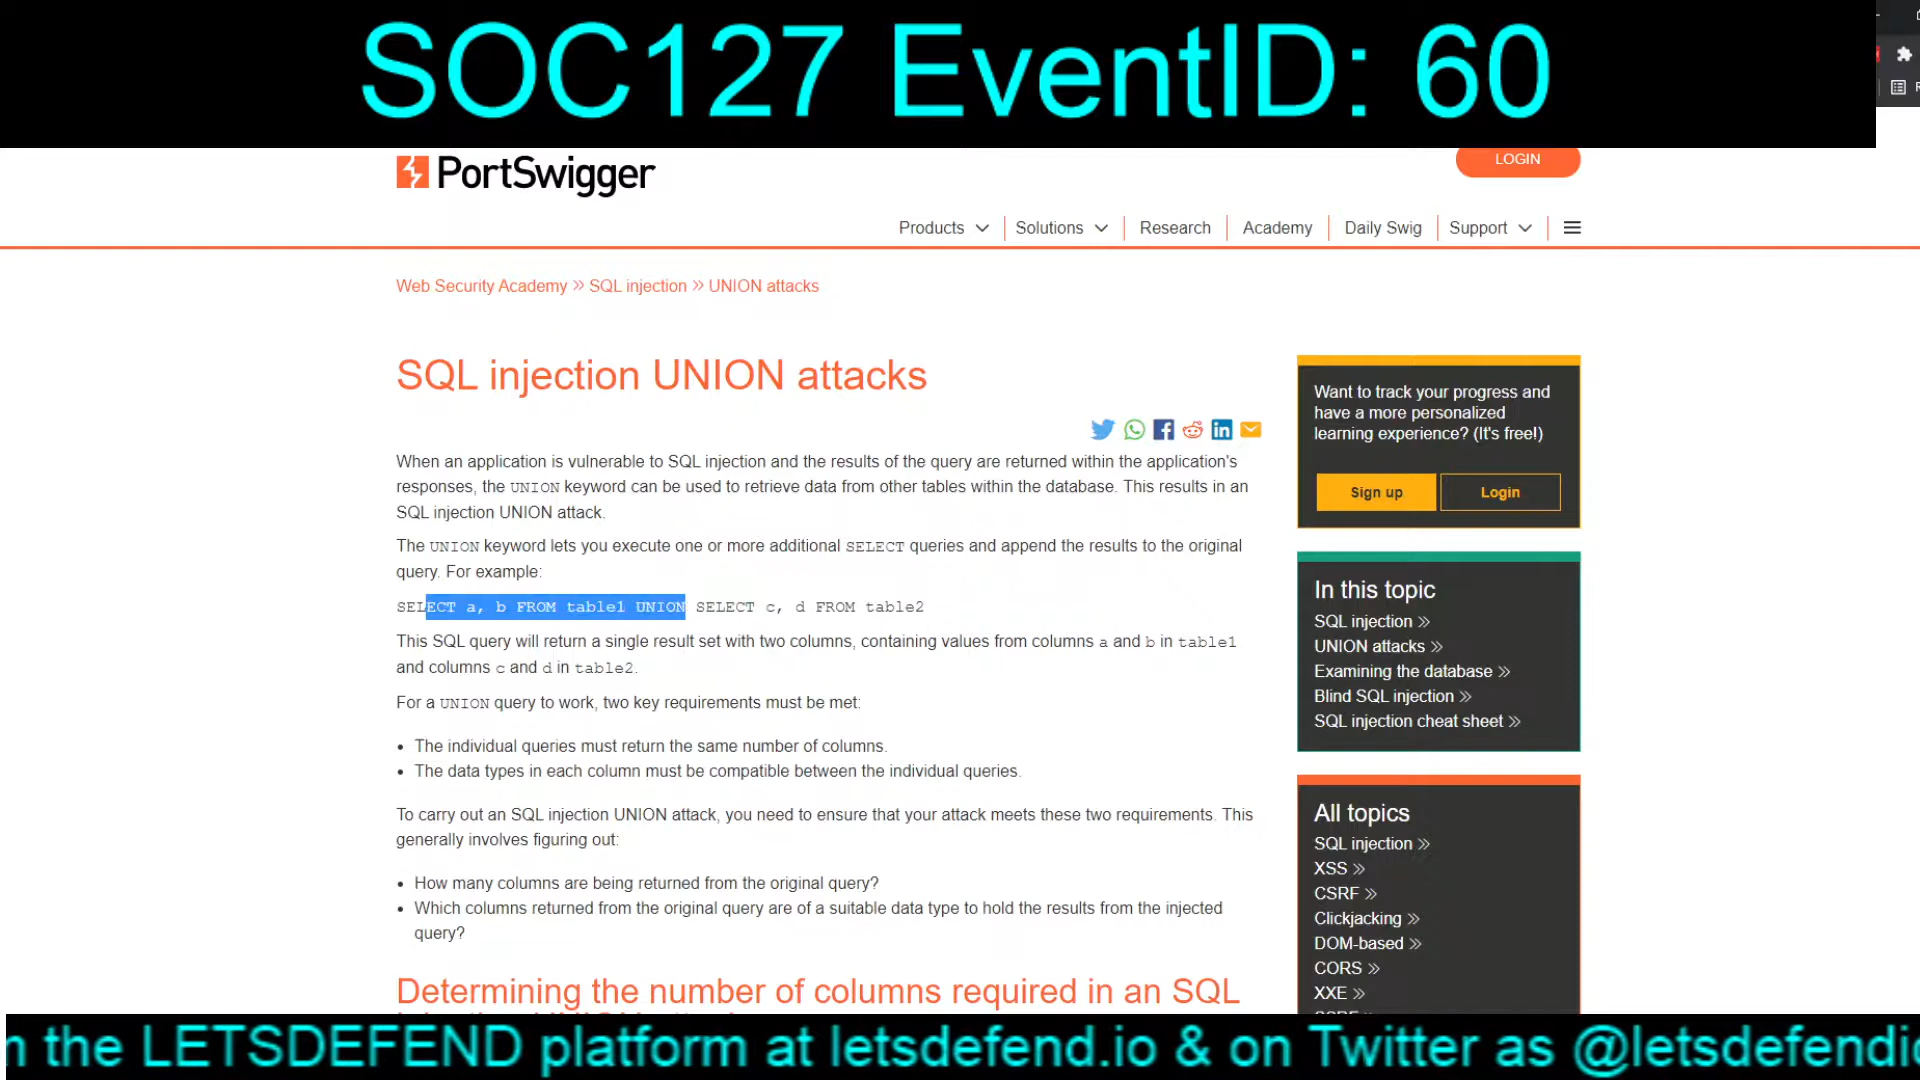 SOC127 EventID: 60
PortSwigger
LOGIN
Products
Solutions
Research
Academy
Daily Swig
Support
Web Security Academy » SQL injection » UNION attacks
SQL injection UNION attacks
When an application is vulnerable to SQL injection and the results of the query are returned within the application's
responses, the UNION keyword can be used to retrieve data from other tables within the database. This results in an
SQL injection UNION attack.
The UNION keyword lets you execute one or more additional SELECT queries and append the results to the original
query. For example:
SELECT a, b FROM table1 UNION SELECT c, d FROM table2
This SQL query will return a single result set with two columns, containing values from columns a and b in table1
and columns c and d in table2.
For a UNION query to work, two key requirements must be met:
• The individual queries must return the same number of columns.
• The data types in each column must be compatible between the individual queries.
To carry out an SQL injection UNION attack, you need to ensure that your attack meets these two requirements. This
generally involves figuring out:
• How many columns are being returned from the original query?
• Which columns returned from the original query are of a suitable data type to hold the results from the injected
query?
Determining the number of columns required in an SQL
Want to track your progress and
have a more personalized
learning experience? (It's free!)
Sign up
Login
In this topic
SQL injection »
UNION attacks »
Examining the database »
Blind SQL injection »
SQL injection cheat sheet »
All topics
SQL injection »
XSS »
CSRF »
Clickjacking »
DOM-based »
CORS »
XXE »
the LETSDEFEND platform at letsdefend.io & on Twitter as @letsdefendio